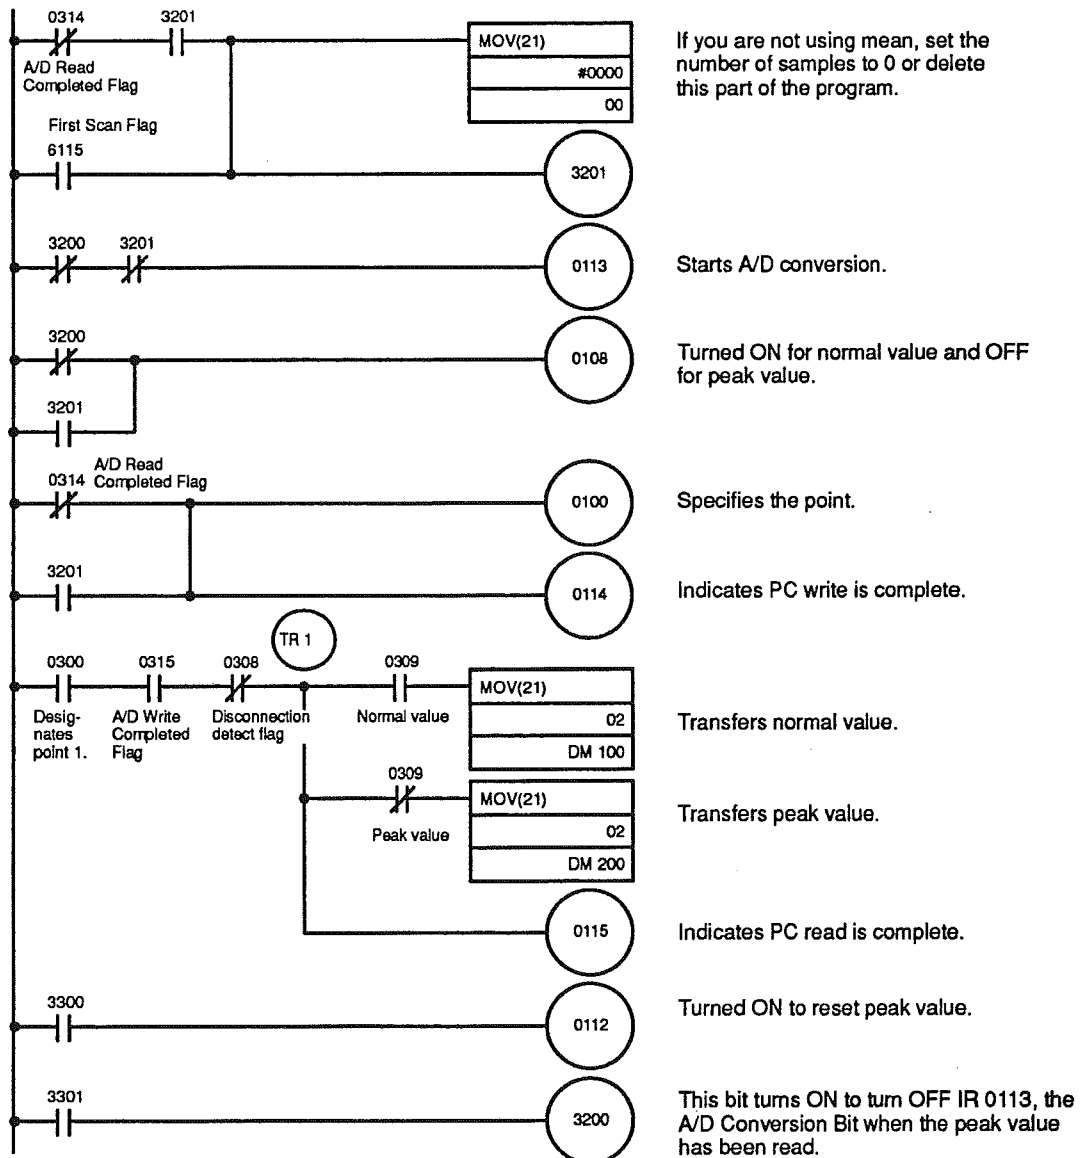 0314
3201
A/D Read
Completed Flag
MOV(21)
#0000
00
If you are not using mean, set the
number of samples to 0 or delete
this part of the program.
First Scan Flag
6115
3201
3200
3201
0113
Starts A/D conversion.
3200
0108
Turned ON for normal value and OFF
for peak value.
3201
A/D Read
0314
Completed Flag
0100
Specifies the point.
3201
0114
Indicates PC write is complete.
TR 1
0300
0315
0308
0309
Desig-
nates
point 1.
A/D Write
Completed
Flag
Disconnection
detect flag
Normal value
MOV(21)
02
DM 100
Transfers normal value.
0309
Peak value
MOV(21)
02
DM 200
Transfers peak value.
0115
Indicates PC read is complete.
3300
0112
Turned ON to reset peak value.
3301
3200
This bit turns ON to turn OFF IR 0113, the
A/D Conversion Bit when the peak value
has been read.